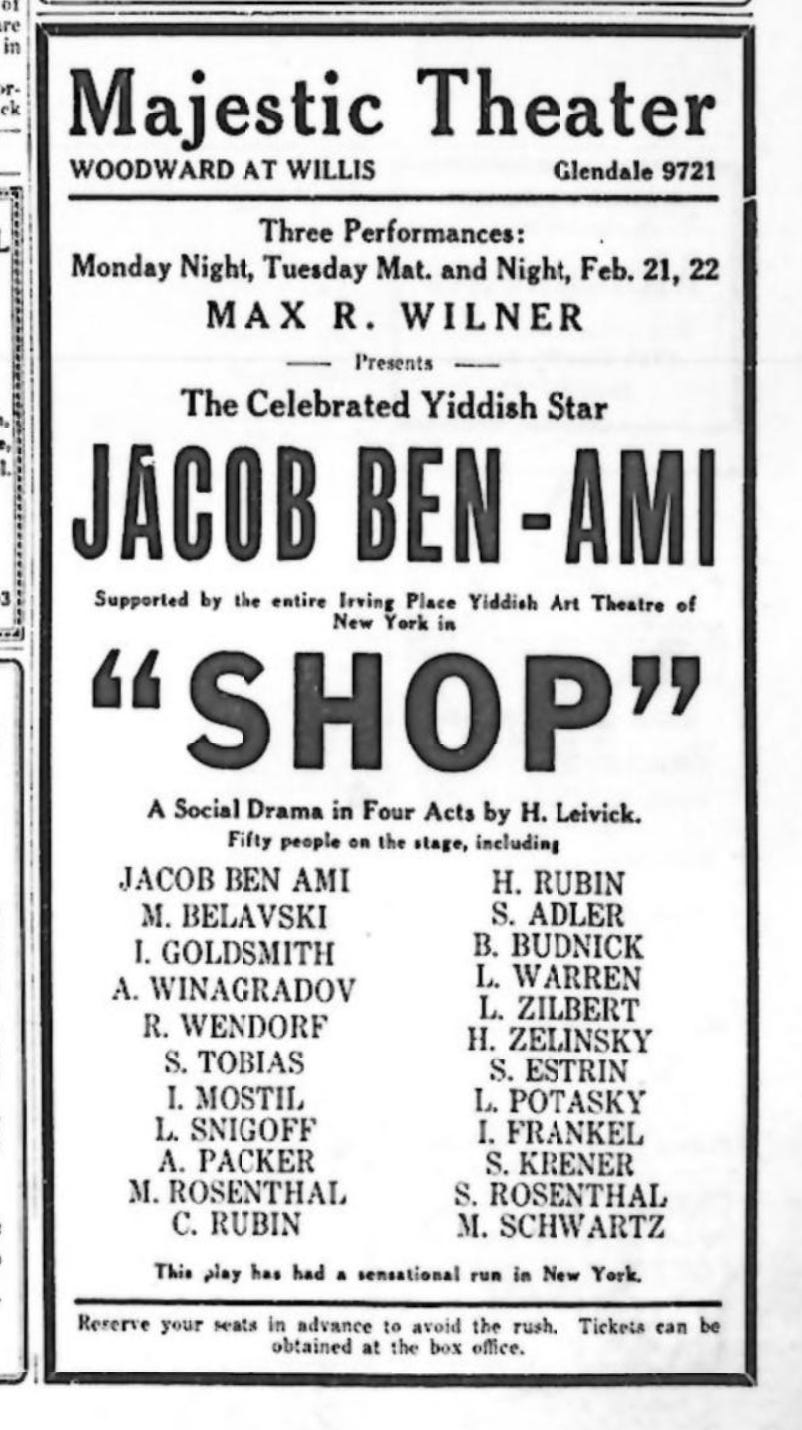 Majestic Theater
WOODWARD AT WILLIS Glendale 9721
Three Performances:
Monday Night, Tuesday Mat. and Night, Feb. 21, 22
MAX R. WILNER
Presents
The Celebrated Yiddish Star
JACOB BEN-AMI
Supported by the entire Irving Place Yiddish Art Theatre of
New York in
"SHOP"
A Social Drama in Four Acts by H. Leivick.
Fifty people on the stage, including
JACOB BEN AMI
M. BELAVSKI
I. GOLDSMITH
A. WINAGRADOV
R. WENDORF
S. TOBIAS
I. MOSTIL
L. SNIGOFF
A. PACKER
M. ROSENTHAL
C. RUBIN
H. RUBIN
S. ADLER
B. BUDNICK
L. WARREN
L. ZILBERT
H. ZELINSKY
S. ESTRIN
L. POTASKY
I. FRANKEL
S. KRENER
S. ROSENTHAL
M. SCHWARTZ
This play has had a sensational run in New York.
Reserve your seats in advance to avoid the rush. Tickets can be
obtained at the box office.